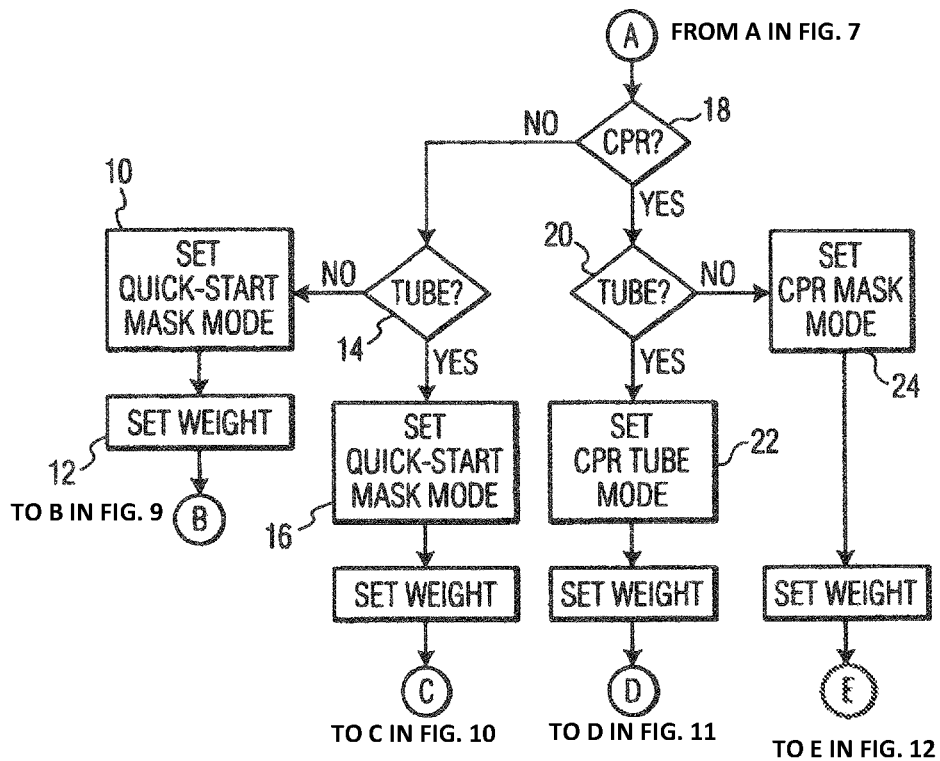 A FROM A IN FIG. 7
18
NO
CPR?
YES
10
SET
QUICK-START
MASK MODE
NO
TUBE?
14
YES
20
TUBE?
NO
YES
SET
CPR MASK
MODE
24
SET WEIGHT
12
TO B IN FIG. 9
B
SET
QUICK-START
MASK MODE
16
SET
CPR TUBE
MODE
22
SET WEIGHT
SET WEIGHT
SET WEIGHT
C
D
E
TO C IN FIG. 10
TO D IN FIG. 11
TO E IN FIG. 12